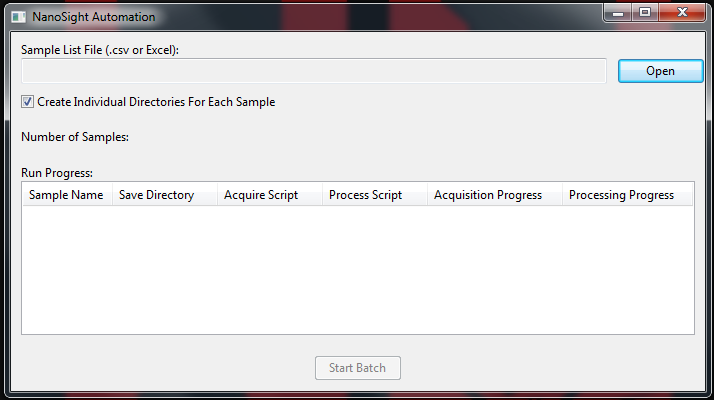 NanoSight Automation
Sample List File (.csv or Excel):
Open
Create Individual Directories For Each Sample
Number of Samples:
Run Progress:
Sample Name Save Directory Acquire Script Process Script Acquisition Progress Processing Progress
Start Batch